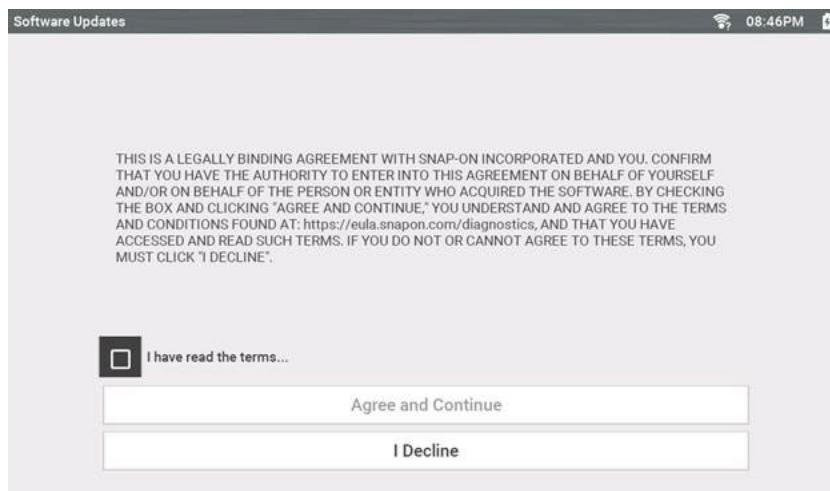 Software Updates
08:46PM
THIS IS A LEGALLY BINDING AGREEMENT WITH SNAP-ON INCORPORATED AND YOU. CONFIRM
THAT YOU HAVE THE AUTHORITY TO ENTER INTO THIS AGREEMENT ON BEHALF OF YOURSELF
AND/OR ON BEHALF OF THE PERSON OR ENTITY WHO ACQUIRED THE SOFTWARE. BY CHECKING
THE BOX AND CLICKING "AGREE AND CONTINUE," YOU UNDERSTAND AND AGREE TO THE TERMS
AND CONDITIONS FOUND AT: https://eula.snapon.com/diagnostics, AND THAT YOU HAVE
ACCESSED AND READ SUCH TERMS. IF YOU DO NOT OR CANNOT AGREE TO THESE TERMS, YOU
MUST CLICK "I DECLINE".
I have read the terms...
Agree and Continue
I Decline